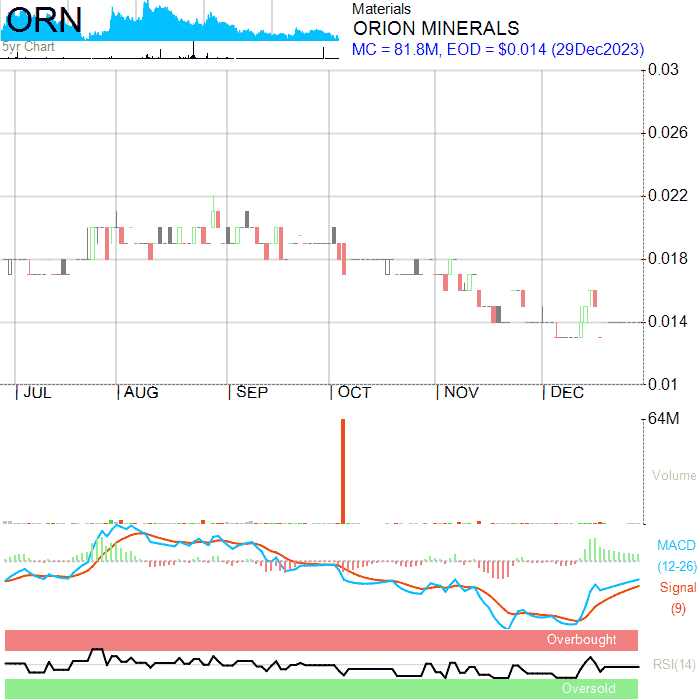 ORN
5yr Chart
Materials
ORION MINERALS
MC = 81.8M, EOD = $0.014 (29Dec2023)
0.03
0.026
0.022
0.018
0.014
0.01
JUL
AUG
SEP
OCT
NOV
DEC
64M
Volume
MACD
(12-26)
Signal
(9)
Overbought
RSI(14)
Oversold